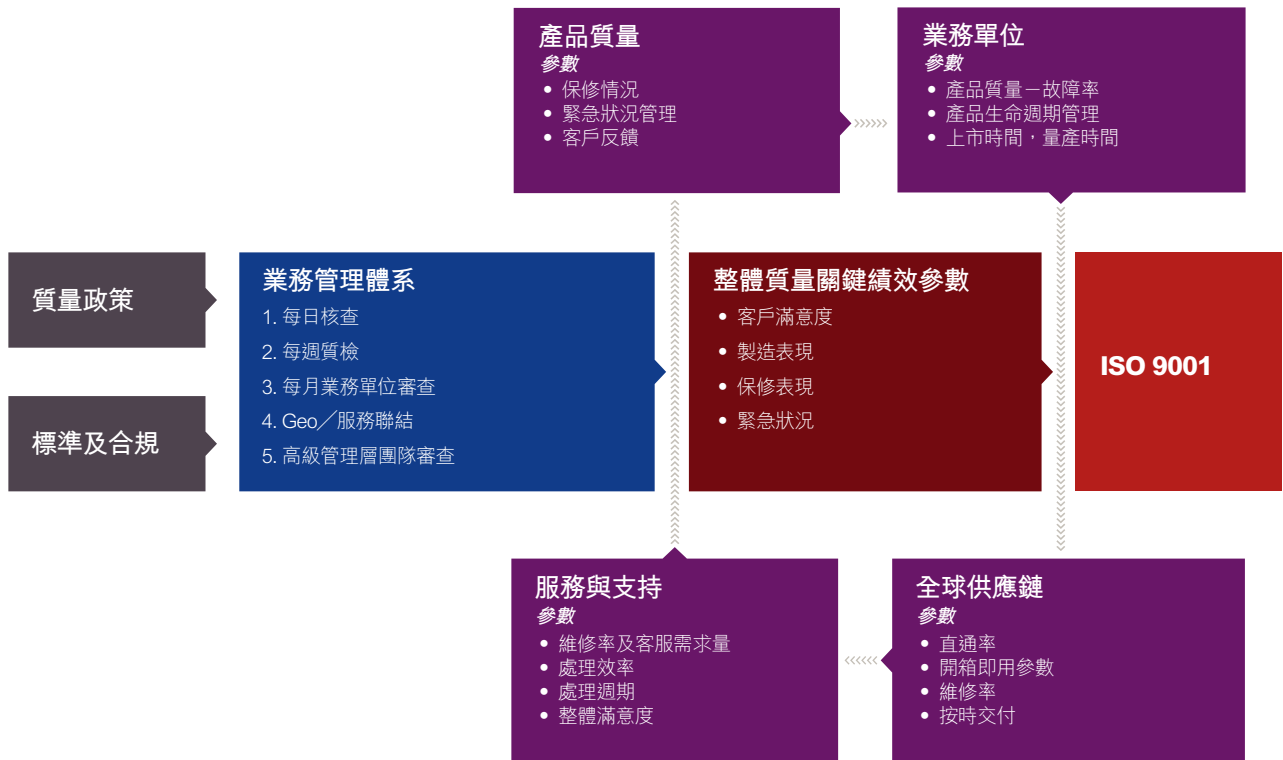 產品質量
參數
• 保修情況
• 緊急狀況管理
• 客戶反饋
業務單位
參數
• 產品質量－故障率
• 產品生命週期管理
• 上市時間，量產時間
質量政策
標準及合規
業務管理體系
1. 每日核查
2. 每週質檢
3. 每月業務單位審查
4. Geo／服務聯結
5. 高級管理層團隊審查
整體質量關鍵績效參數
• 客戶滿意度
• 製造表現
• 保修表現
• 緊急狀況
ISO 9001
服務與支持
參數
• 維修率及客服需求量
• 處理效率
• 處理週期
• 整體滿意度
全球供應鏈
參數
• 直通率
• 開箱即用參數
• 維修率
• 按時交付